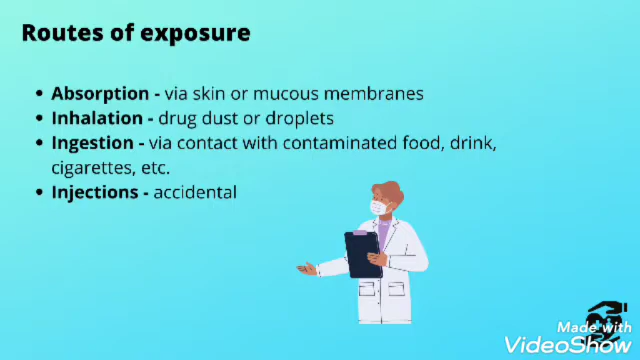 Routes of exposure
• Absorption - via skin or mucous membranes
• Inhalation - drug dust or droplets
• Ingestion - via contact with contaminated food, drink,
cigarettes, etc.
• Injections - accidental
Made with
VideoShow